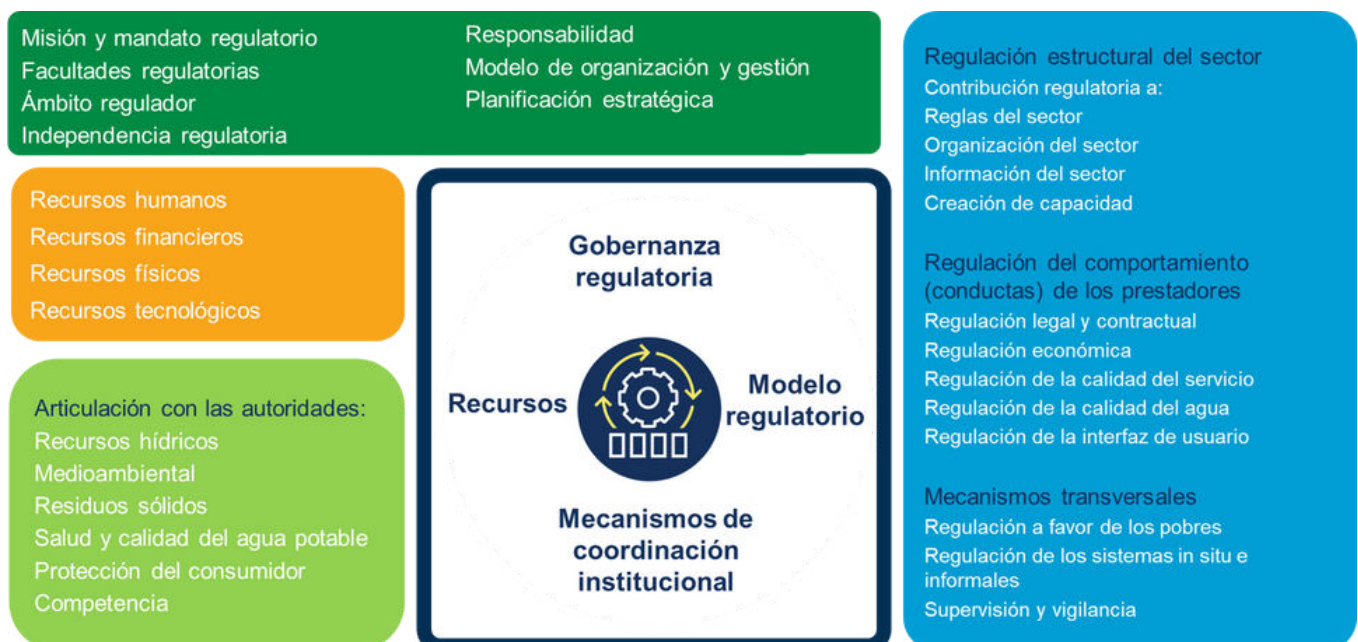 Misión y mandato regulatorio
Facultades regulatorias
Ámbito regulador
Independencia regulatoria
Responsabilidad
Modelo de organización y gestión
Planificación estratégica
Recursos humanos
Recursos financieros
Recursos físicos
Recursos tecnológicos
Articulación con las autoridades:
Recursos hídricos
Medioambiental
Residuos sólidos
Salud y calidad del agua potable
Protección del consumidor
Competencia
Gobernanza
regulatoria
Recursos
Modelo
regulatorio
Mecanismos de
coordinación
institucional
Regulación estructural del sector
Contribución regulatoria a:
Reglas del sector
Organización del sector
Información del sector
Creación de capacidad
Regulación del comportamiento
(conductas) de los prestadores
Regulación legal y contractual
Regulación económica
Regulación de la calidad del servicio
Regulación de la calidad del agua
Regulación de la interfaz de usuario
Mecanismos transversales
Regulación a favor de los pobres
Regulación de los sistemas in situ e
informales
Supervisión y vigilancia